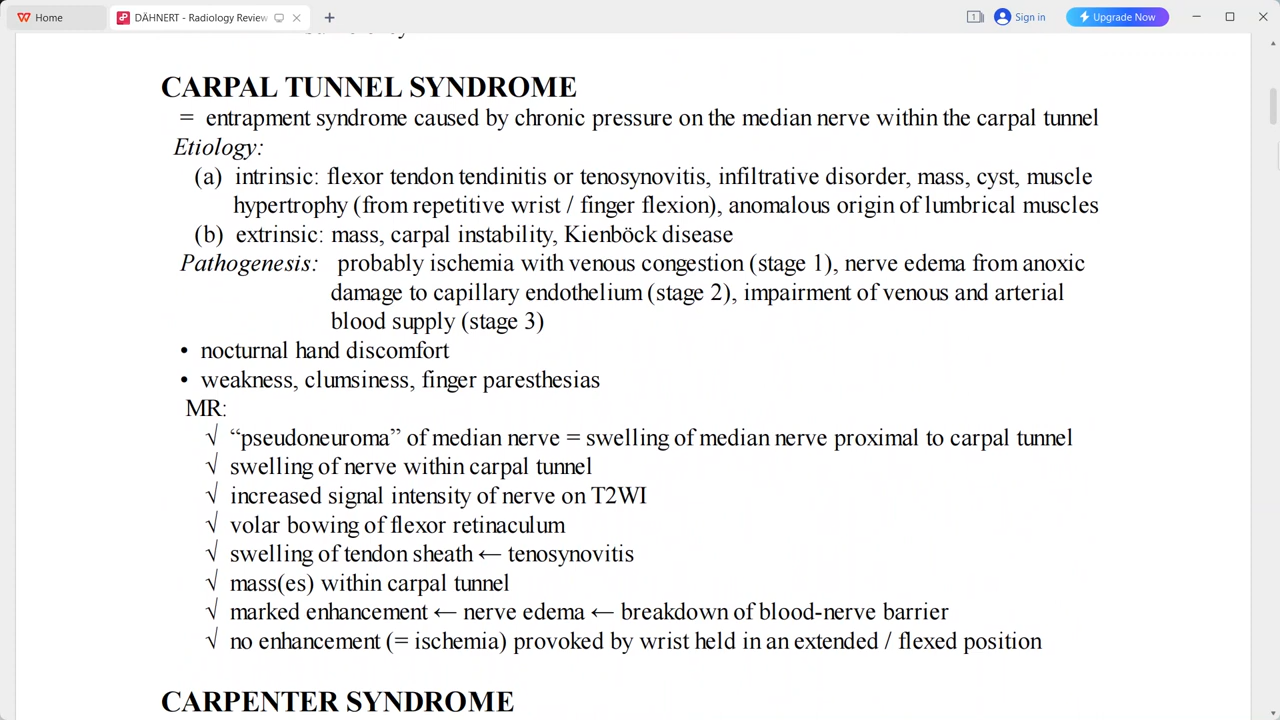 Home
DÄHNERT - Radiology Review
1
Sign in
Upgrade Now
CARPAL TUNNEL SYNDROME
= entrapment syndrome caused by chronic pressure on the median nerve within the carpal tunnel
Etiology:
(a) intrinsic: flexor tendon tendinitis or tenosynovitis, infiltrative disorder, mass, cyst, muscle
hypertrophy (from repetitive wrist / finger flexion), anomalous origin of lumbrical muscles
(b) extrinsic: mass, carpal instability, Kienböck disease
Pathogenesis: probably ischemia with venous congestion (stage 1), nerve edema from anoxic
damage to capillary endothelium (stage 2), impairment of venous and arterial
blood supply (stage 3)
• nocturnal hand discomfort
• weakness, clumsiness, finger paresthesias
MR:
√ “pseudoneuroma” of median nerve = swelling of median nerve proximal to carpal tunnel
√ swelling of nerve within carpal tunnel
√ increased signal intensity of nerve on T2WI
√ volar bowing of flexor retinaculum
√ swelling of tendon sheath ← tenosynovitis
√ mass(es) within carpal tunnel
√ marked enhancement ← nerve edema ← breakdown of blood-nerve barrier
√ no enhancement (= ischemia) provoked by wrist held in an extended / flexed position
CARPENTER SYNDROME